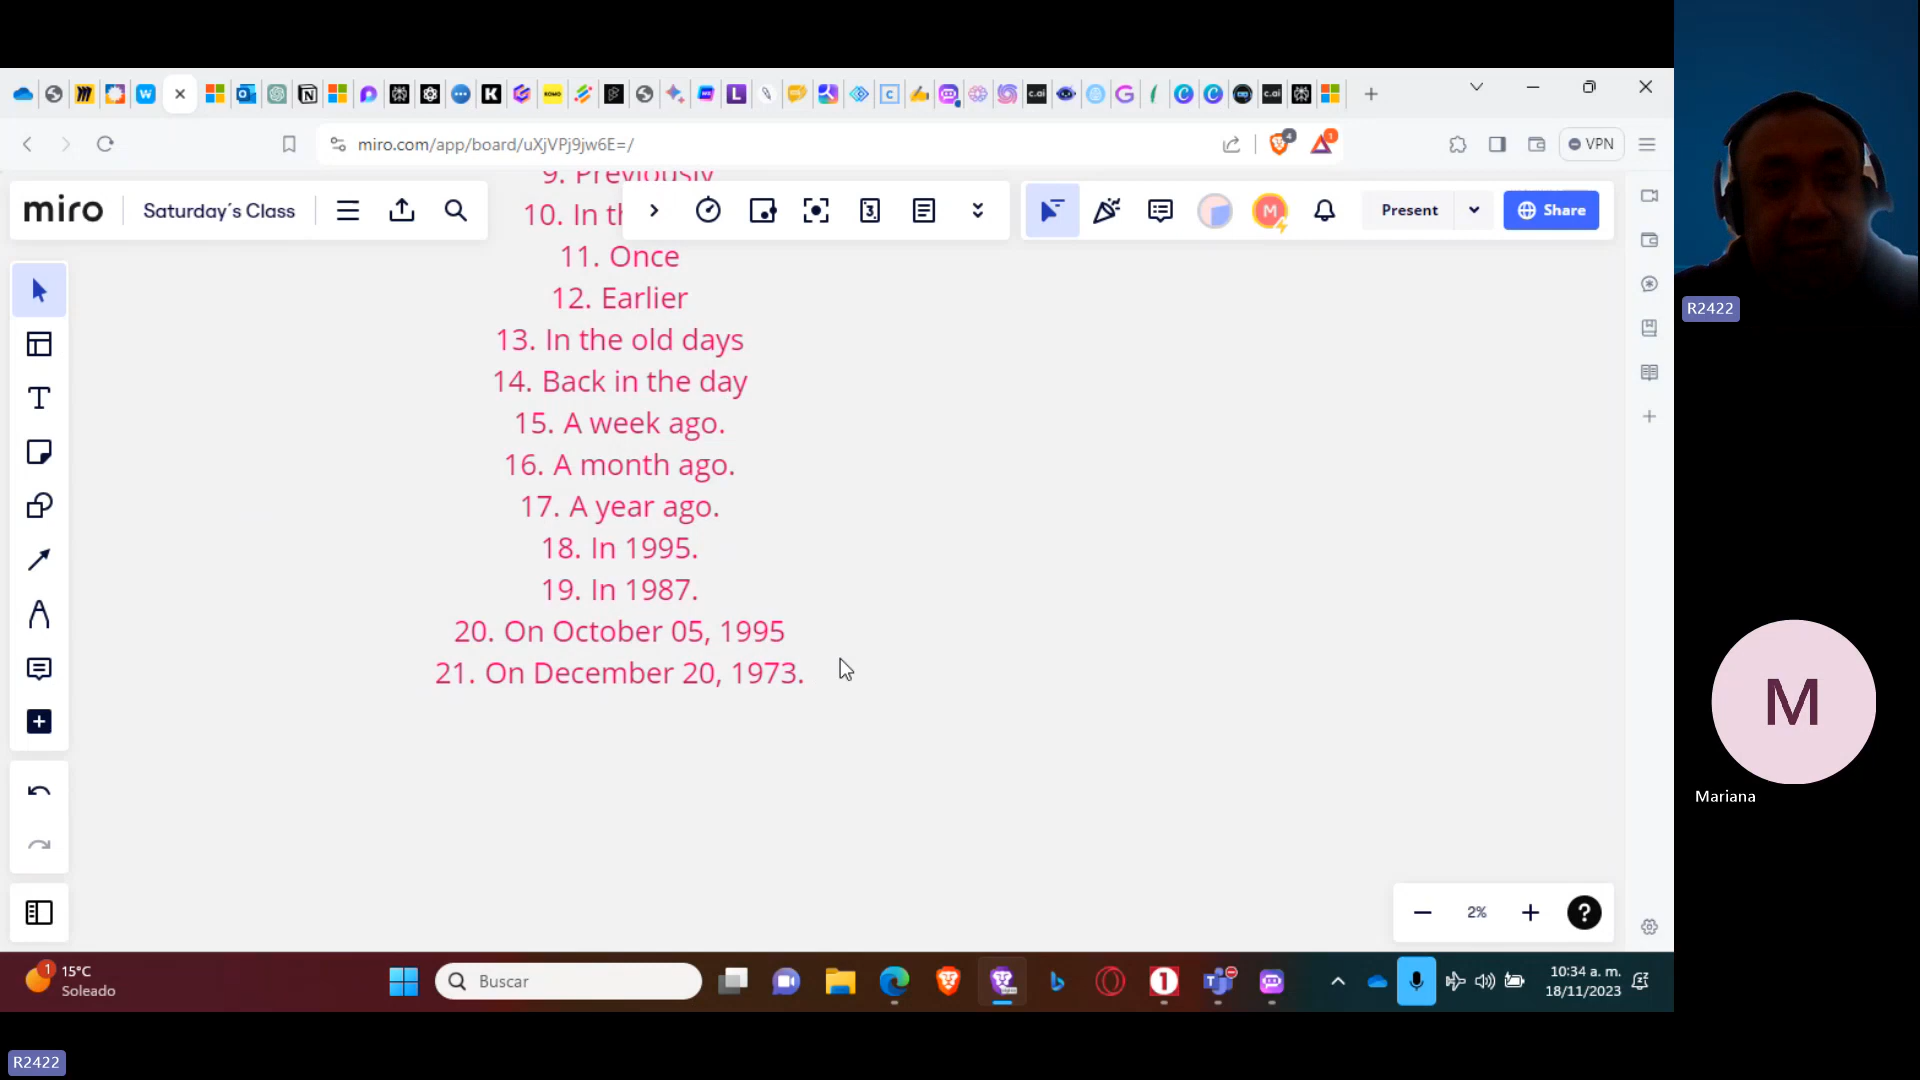 miro.com/app/board/uXjVPj9jw6E=/
VPN
miro
Saturday´s Class
Present
Share
9. Previously
10. In th
11. Once
12. Earlier
13. In the old days
14. Back in the day
15. A week ago.
16. A month ago.
17. A year ago.
18. In 1995.
19. In 1987.
20. On October 05, 1995
21. On December 20, 1973.
2%
15°C
Soleado
Buscar
10:34 a. m.
18/11/2023
R2422
M
Mariana
R2422